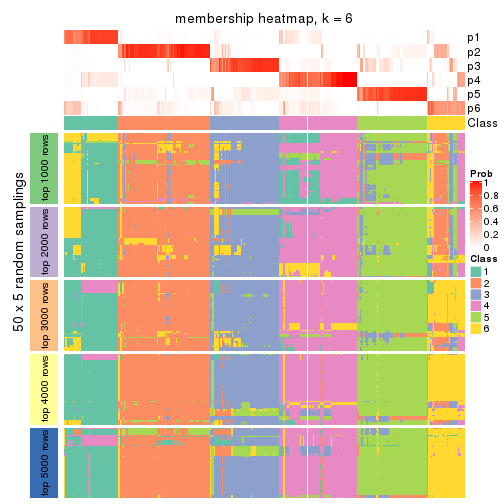 membership heatmap, k = 6
p1
p2
p3
p4
p5
p6
Class
50 x 5 random samplings
top 1000 rows
top 2000 rows
top 3000 rows
top 4000 rows
top 5000 rows
Prob
1
0.8
0.6
0.4
0.2
0
Class
1
2
3
4
5
6